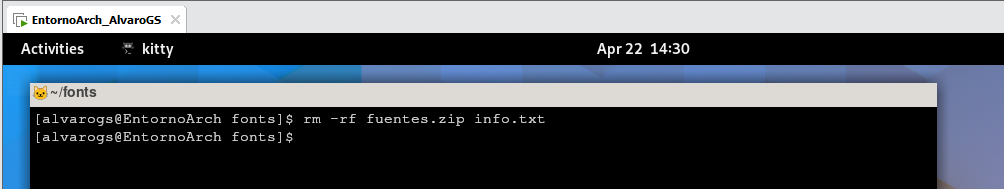 EntornoArch_AlvaroGS
Activities kitty Apr 22 14:30
~/fonts
[alvarogs@EntornoArch fonts]$ rm -rf fuentes.zip info.txt
[alvarogs@EntornoArch fonts]$